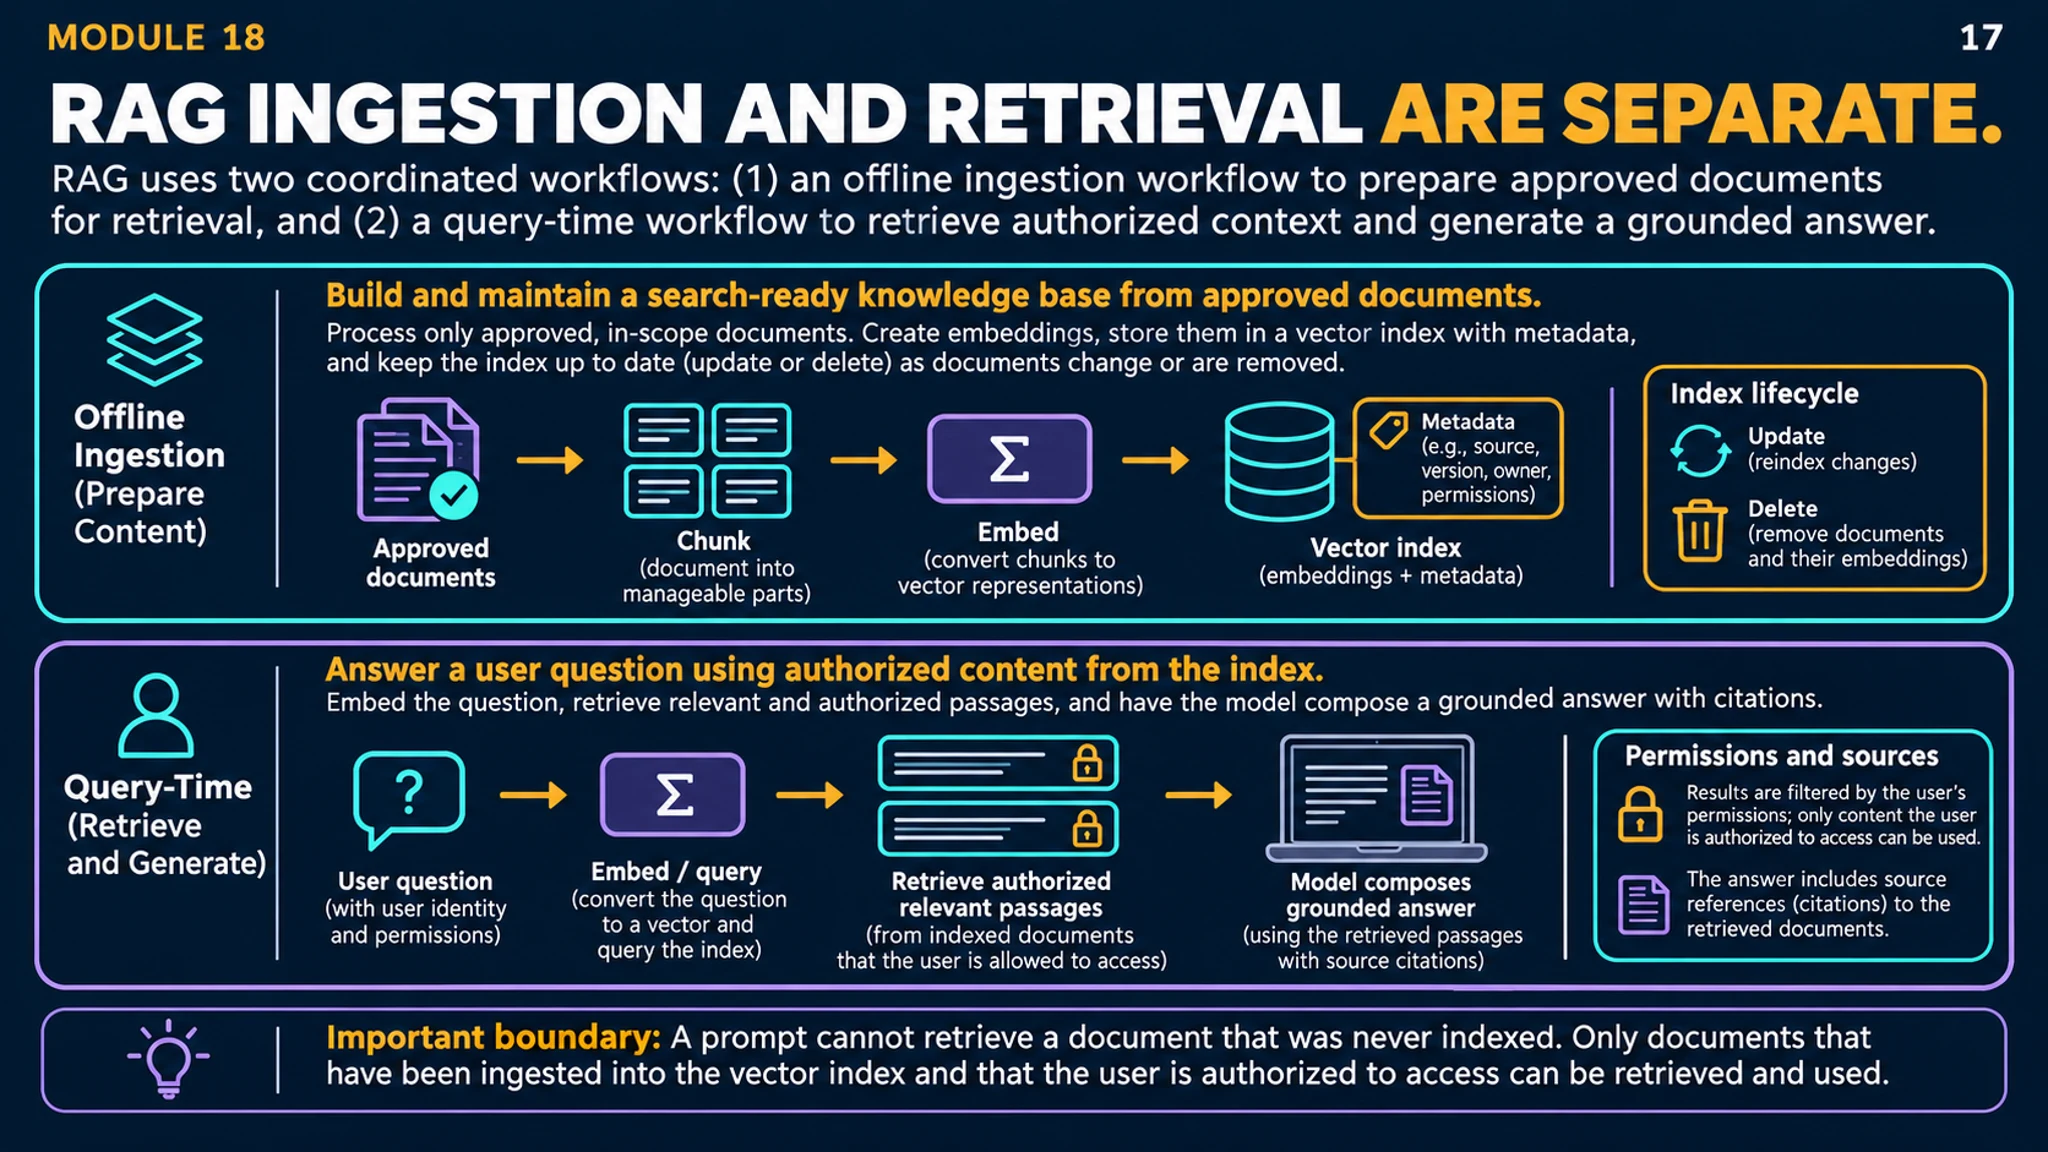 MODULE 18
17
RAG INGESTION AND RETRIEVAL ARE SEPARATE.
RAG uses two coordinated workflows: (1) an offline ingestion workflow to prepare approved documents
for retrieval, and (2) a query-time workflow to retrieve authorized context and generate a grounded answer.
Offline
Ingestion
(Prepare
Content)
Build and maintain a search-ready knowledge base from approved documents.
Process only approved, in-scope documents. Create embeddings, store them in a vector index with metadata,
and keep the index up to date (update or delete) as documents change or are removed.
Approved
documents
Chunk
(document into
manageable parts)
Σ
Embed
(convert chunks to
vector representations)
Metadata
(e.g., source,
version, owner,
permissions)
Vector index
(embeddings + metadata)
Index lifecycle
Update
(reindex changes)
Delete
(remove documents
and their embeddings)
Query-Time
(Retrieve
and Generate)
Answer a user question using authorized content from the index.
Embed the question, retrieve relevant and authorized passages, and have the model compose a grounded answer with citations.
?
User question
(with user identity
and permissions)
Σ
Embed / query
(convert the question
to a vector and
query the index)
Retrieve authorized
relevant passages
(from indexed documents
that the user is allowed to access)
Model composes
grounded answer
(using the retrieved passages
with source citations)
Permissions and sources
Results are filtered by the user's
permissions; only content the user
is authorized to access can be used.
The answer includes source
references (citations) to the
retrieved documents.
Important boundary: A prompt cannot retrieve a document that was never indexed. Only documents that
have been ingested into the vector index and that the user is authorized to access can be retrieved and used.